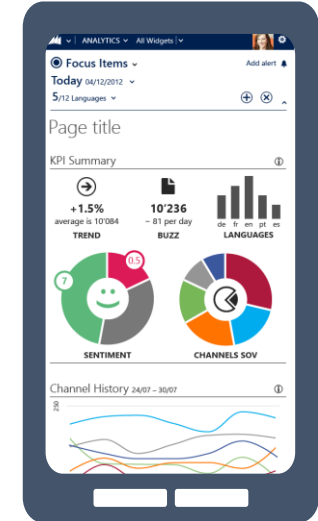 ANALYTICS All Widgets
Focus Items Add alert
Today 04/12/2012
5/12 Languages
Page title
KPI Summary
+1.5% 10'236
average is 10'084 ~ 81 per day de fr en pt es
TREND BUZZ LANGUAGES
7 0.5
SENTIMENT CHANNELS SOV
Channel History 24/07 – 30/07
250